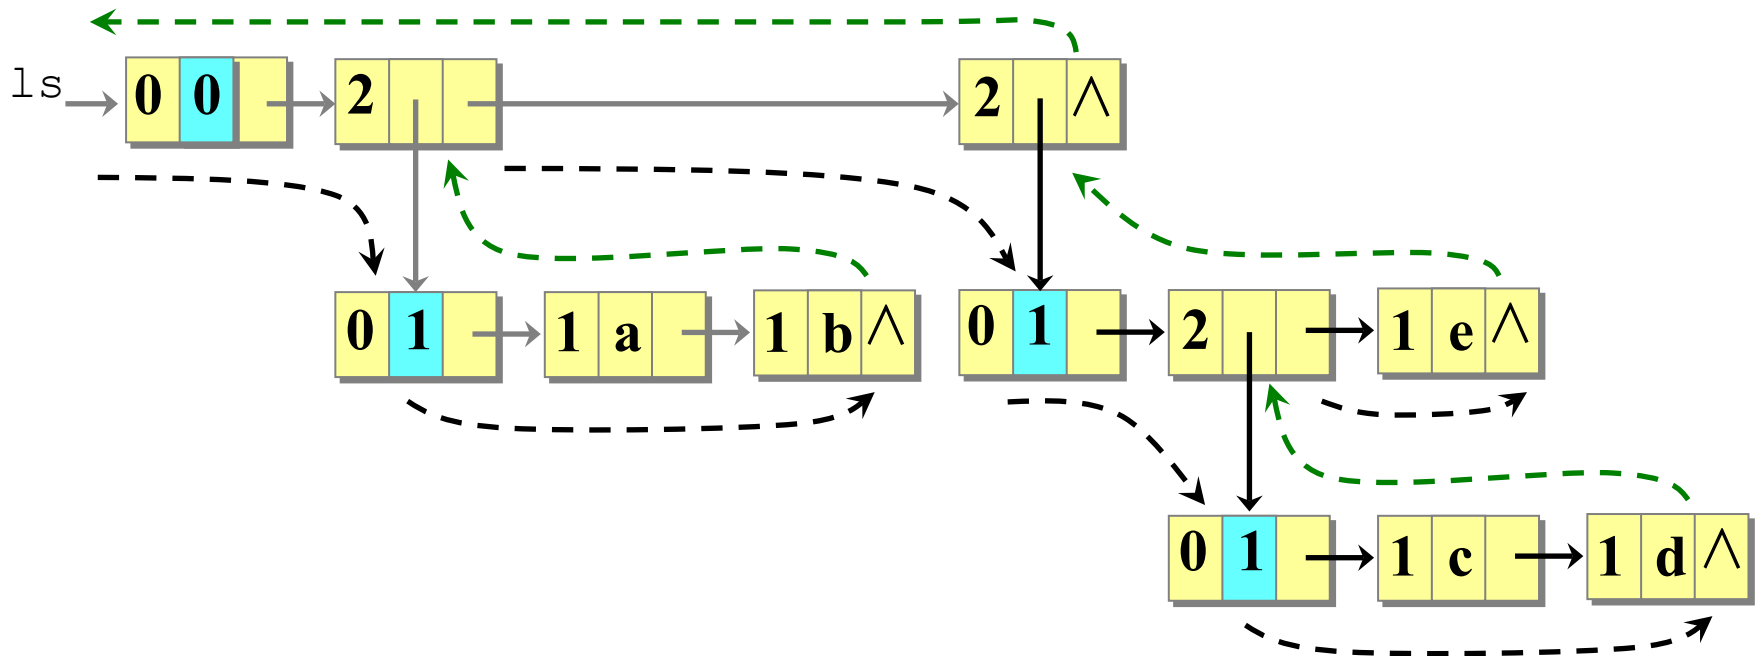 ls 0 0 2 2 ∧
0 1 1 a 1 b ∧ 0 1 2 1 e ∧
0 1 1 c 1 d ∧